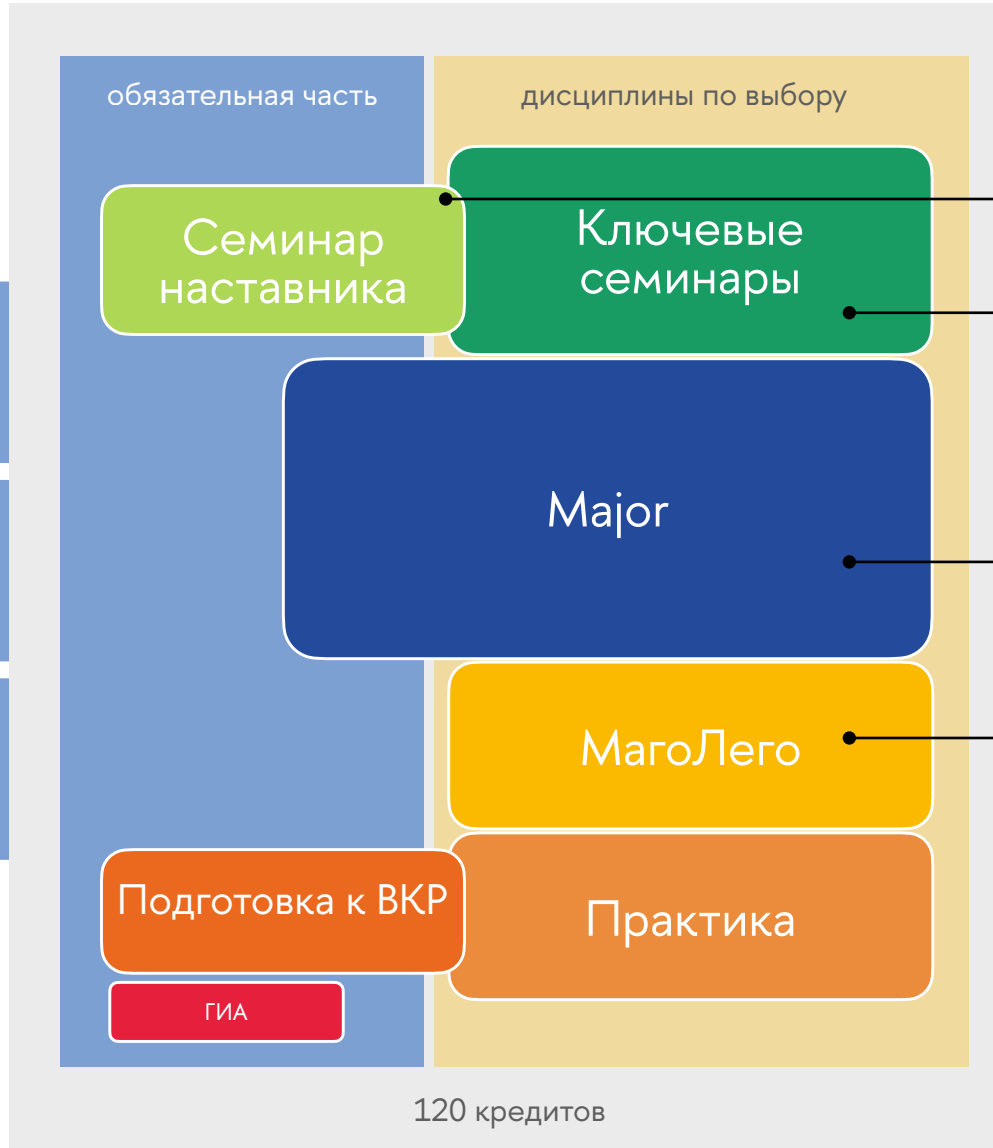 обязательная часть
дисциплины по выбору
Семинар
наставника
Ключевые
семинары
Major
МагоЛего
Подготовка к ВКР
Практика
ГИА
120 кредитов